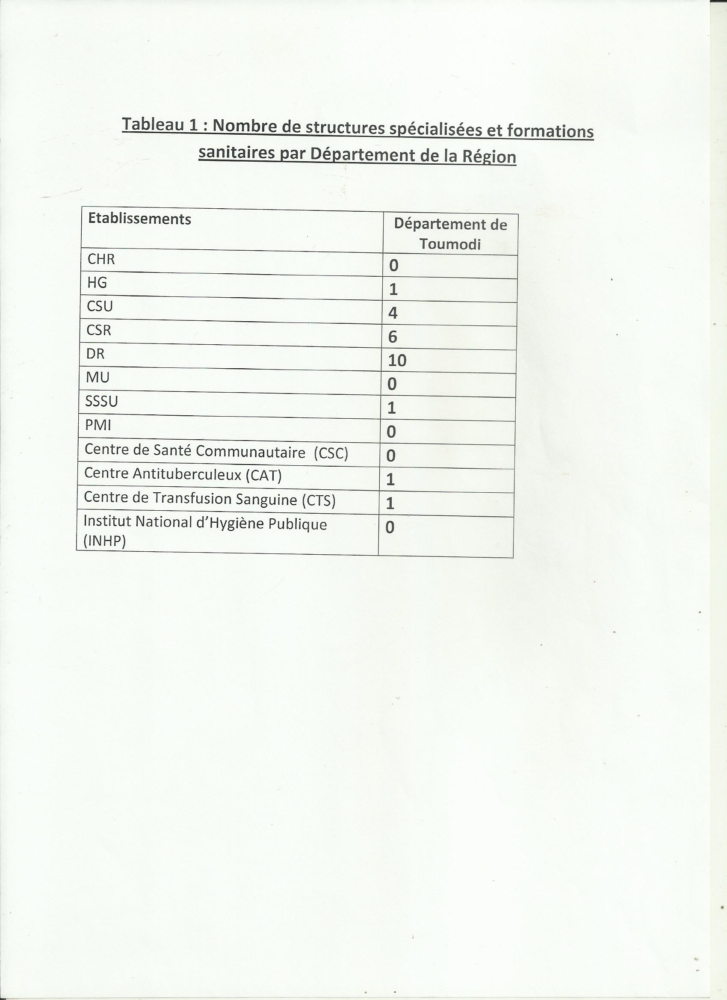 Tableau 1 : Nombre de structures spécialisées et formations
sanitaires par Département de la Région
Etablissements
Département de
Toumodi
CHR 0
HG 1
CSU 4
CSR 6
DR 10
MU 0
SSSU 1
PMI 0
Centre de Santé Communautaire (CSC) 0
Centre Antituberculeux (CAT) 1
Centre de Transfusion Sanguine (CTS) 1
Institut National d’Hygiène Publique 0
(INHP)